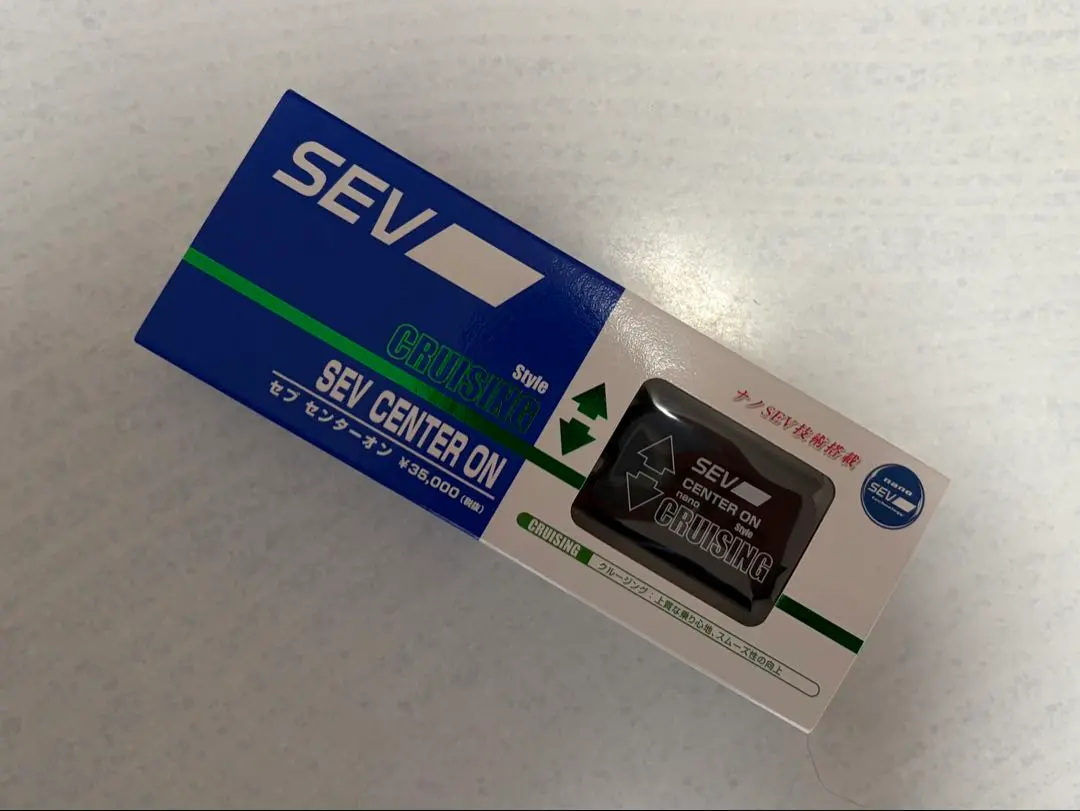 SEV
CRUISING
Style
SEV CENTER ON
セブ センターオン ¥35,000(税価)
ナノSEV技術搭載
nano
SEV
SEV
CENTER ON
nano
Style
CRUISING
CRUISING
クルージング:上質な乗り心地、スムーズ性の向上